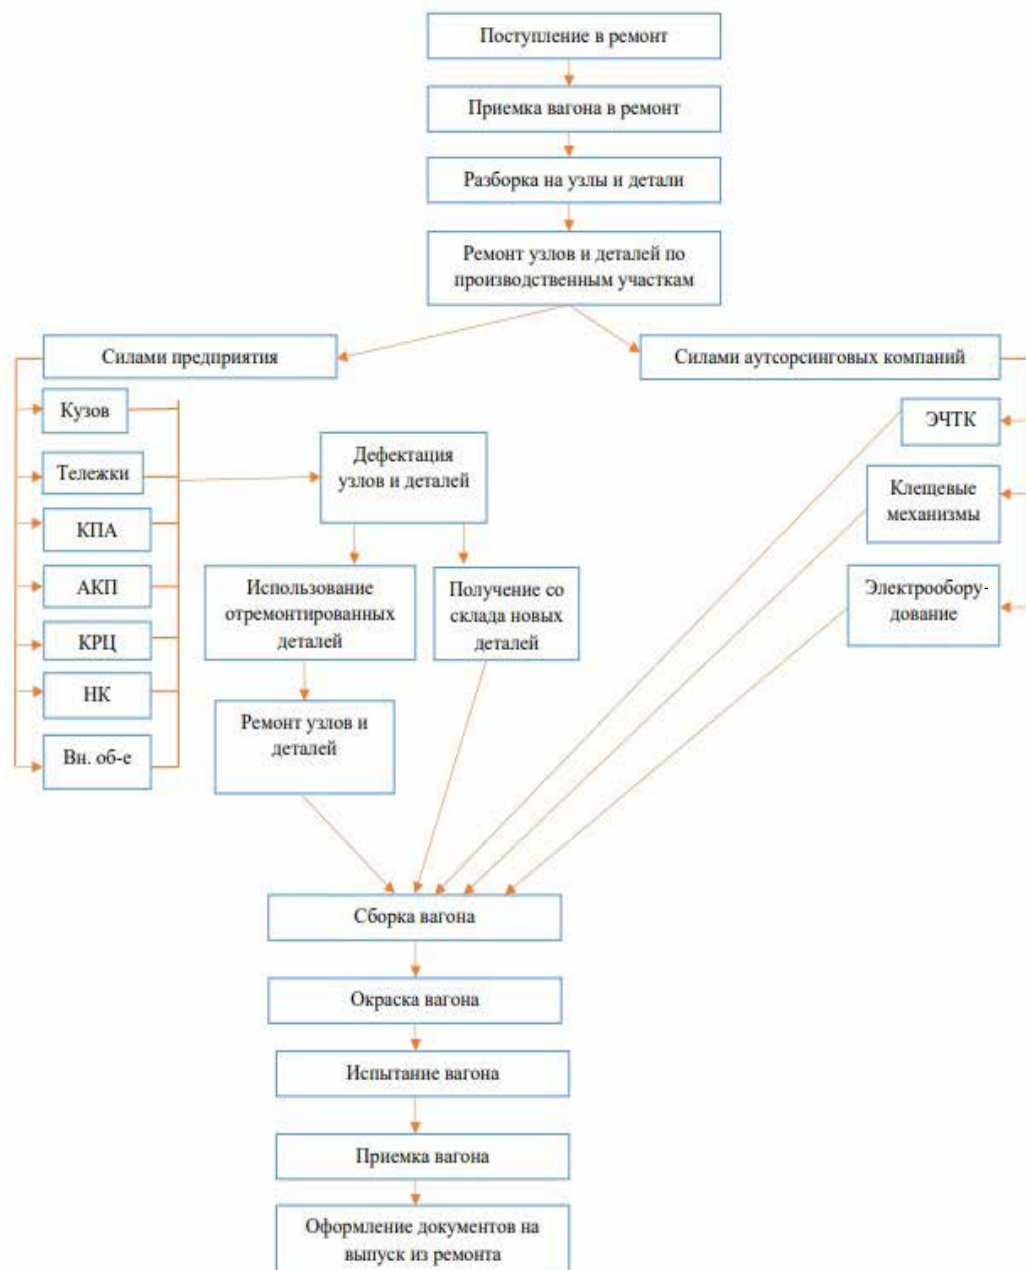 Поступление в ремонт
Приемка вагона в ремонт
Разборка на узлы и детали
Ремонт узлов и деталей по
производственным участкам
Силами предприятия
Силами аутсорсинговых компаний
Кузов
Тележки
КПА
АКП
КРЦ
НК
Вн. об-е
Дефектация
узлов и деталей
Использование
отремонтированных
деталей
Получение со
склада новых
деталей
Ремонт узлов и
деталей
ЭЧТК
Клещевые
механизмы
Электрообору-
дование
Сборка вагона
Окраска вагона
Испытание вагона
Приемка вагона
Оформление документов на
выпуск из ремонта